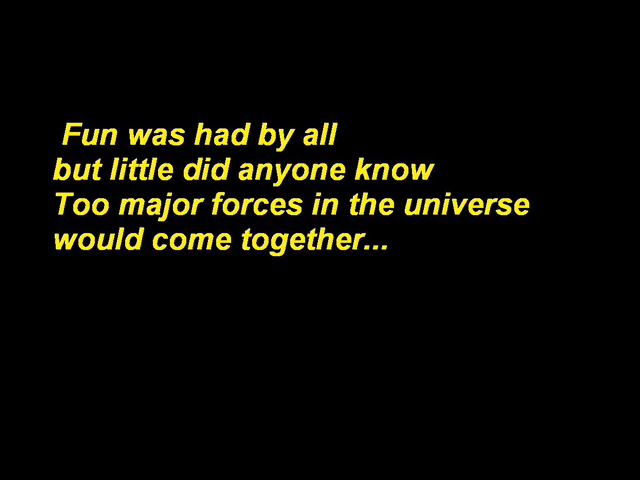 Fun was had by all
but little did anyone know
Too major forces in the universe
would come together...